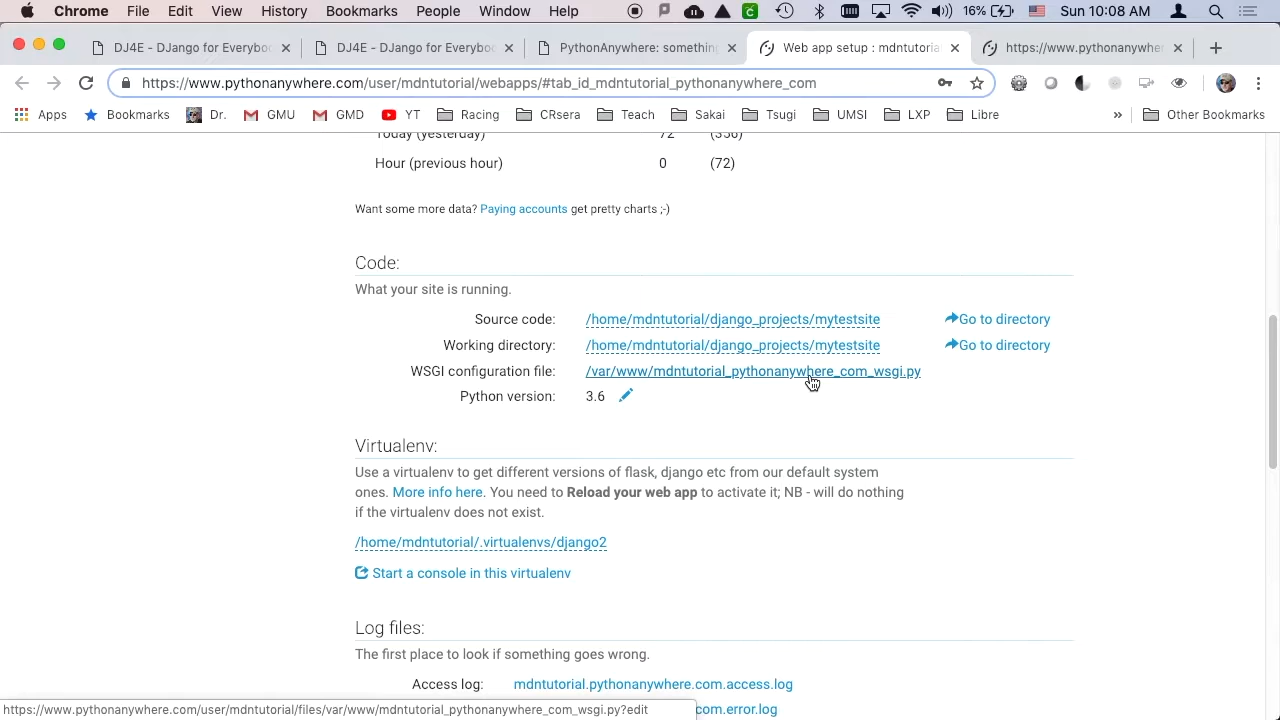 Chrome File Edit View History Bookmarks People Window Help 16% Sun 10:08 AM
DJ4E - DJango for Everybo DJ4E - DJango for Everybo PythonAnywhere: somethin Web app setup : mdntutoria https://www.pythonanywhe
https://www.pythonanywhere.com/user/mdntutorial/webapps/#tab_id_mdntutorial_pythonanywhere_com
Apps Bookmarks Dr. GMU GMD YT Racing CRsera Teach Sakai Tsugi UMSI LXP Libre » Other Bookmarks
Today (yesterday) 72 (356)
Hour (previous hour) 0 (72)
Want some more data? Paying accounts get pretty charts ;-)
Code:
What your site is running.
Source code: /home/mdntutorial/django_projects/mytestsite Go to directory
Working directory: /home/mdntutorial/django_projects/mytestsite Go to directory
WSGI configuration file: /var/www/mdntutorial_pythonanywhere_com_wsgi.py
Python version: 3.6
Virtualenv:
Use a virtualenv to get different versions of flask, django etc from our default system
ones. More info here. You need to Reload your web app to activate it; NB - will do nothing
if the virtualenv does not exist.
/home/mdntutorial/.virtualenvs/django2
Start a console in this virtualenv
Log files:
The first place to look if something goes wrong.
Access log: mdntutorial.pythonanywhere.com.access.log
https://www.pythonanywhere.com/user/mdntutorial/files/var/www/mdntutorial_pythonanywhere_com_wsgi.py?edit com.error.log